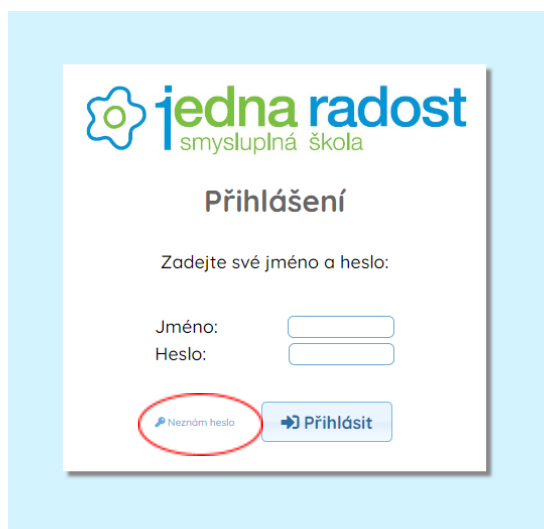 jedna radost
smysluplná škola
Přihlášení
Zadejte své jméno a heslo:
Jméno:
Heslo:
Neznám heslo
Přihlásit